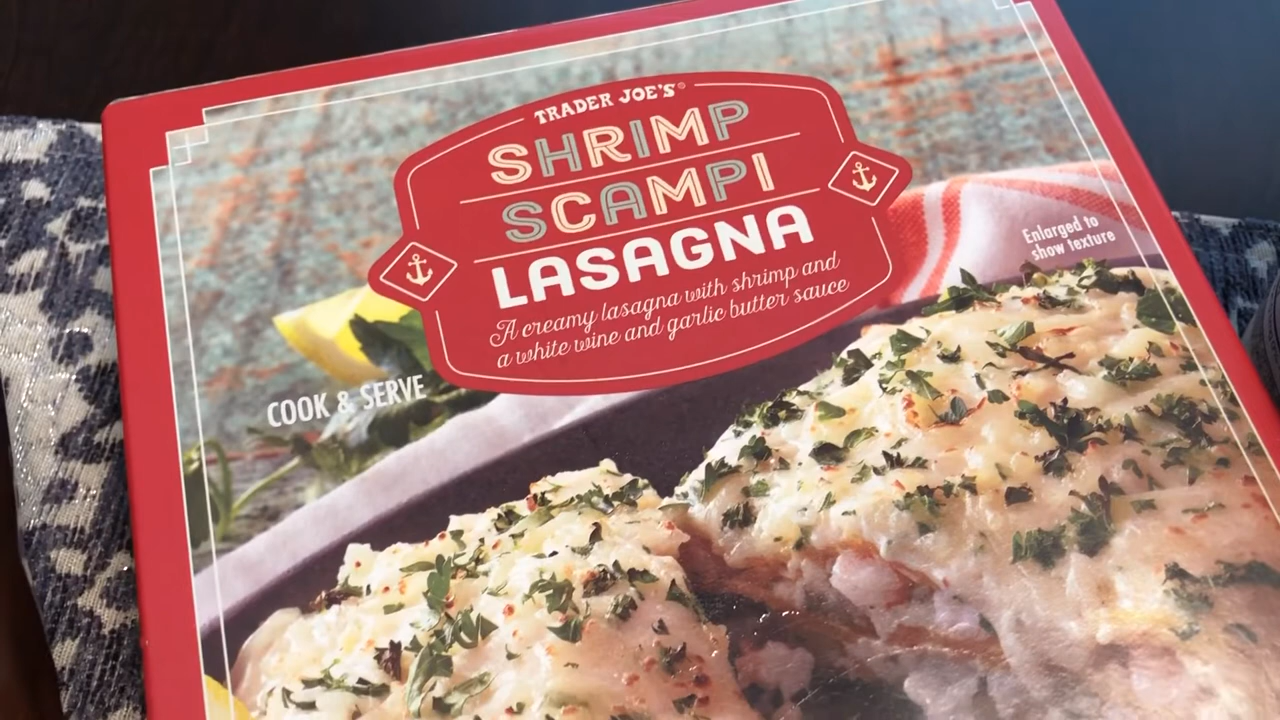 TRADER JOE'S®
SHRIMP
SCAMPI
LASAGNA
A creamy lasagna with shrimp and
a white wine and garlic butter sauce
Enlarged to
show texture
COOK & SERVE